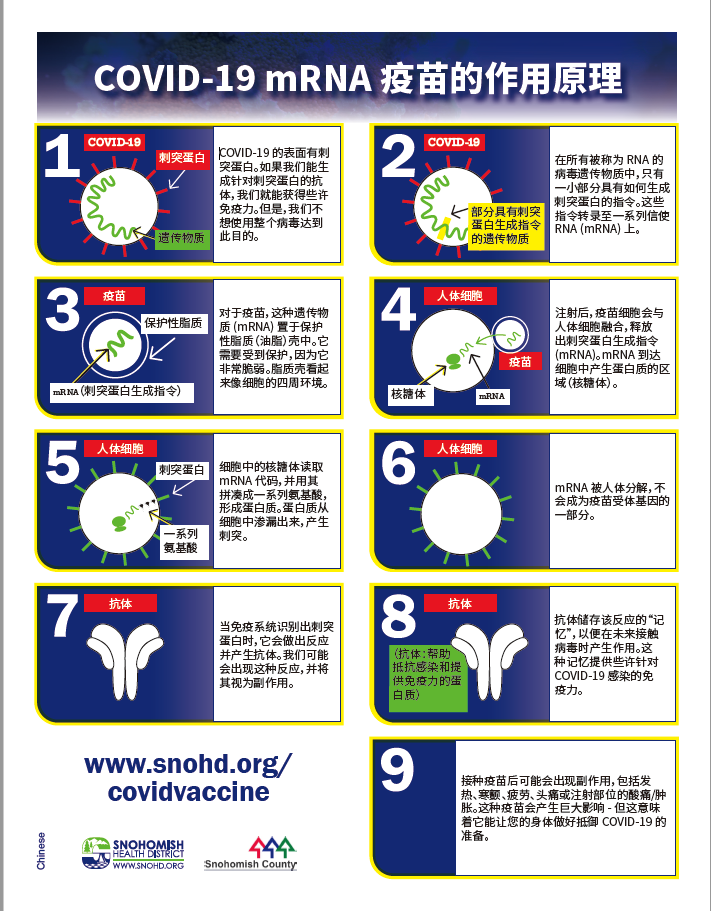 COVID-19 mRNA 疫苗的作用原理
1
COVID-19
刺突蛋白
遗传物质
COVID-19 的表面有刺
突蛋白。如果我们能生
成针对刺突蛋白的抗
体，我们就能获得些许
免疫力。但是，我们不
想使用整个病毒达到
此目的。
2
COVID-19
部分具有刺突
蛋白生成指令
的遗传物质
在所有被称为 RNA 的
病毒遗传物质中，只有
一小部分具有如何生成
刺突蛋白的指令。这些
指令转录至一系列信使
RNA (mRNA) 上。
3
疫苗
保护性脂质
mRNA（刺突蛋白生成指令）
对于疫苗，这种遗传物
质 (mRNA) 置于保护
性脂质（油脂）壳中。它
需要受到保护，因为它
非常脆弱。脂质壳看起
来像细胞的四周环境。
4
人体细胞
疫苗
核糖体
mRNA
注射后，疫苗细胞会与
人体细胞融合，释放
出刺突蛋白生成指令
(mRNA)。mRNA 到达
细胞中产生蛋白质的区
域（核糖体）。
5
人体细胞
刺突蛋白
一系列
氨基酸
细胞中的核糖体读取
mRNA 代码，并用其
拼凑成一系列氨基酸，
形成蛋白质。蛋白质从
细胞中渗漏出来，产生
刺突。
6
人体细胞
mRNA 被人体分解，不
会成为疫苗受体基因的
一部分。
7
抗体
当免疫系统识别出刺突
蛋白时，它会做出反应
并产生抗体。我们可能
会出现这种反应，并将
其视为副作用。
8
抗体
（抗体：帮助
抵抗感染和提
供免疫力的蛋
白质）
抗体储存该反应的“记
忆”，以便在未来接触
病毒时产生作用。这
种记忆提供些许针对
COVID-19 感染的免
疫力。
www.snohd.org/
covidvaccine
9
接种疫苗后可能会出现副作用，包括发
热、寒颤、疲劳、头痛或注射部位的酸痛/肿
胀。这种疫苗会产生巨大影响 - 但这意味
着它能让您的身体做好抵御 COVID-19 的
准备。
Chinese
SNOHOMISH
HEALTH DISTRICT
WWW.SNOHD.ORG
Snohomish County